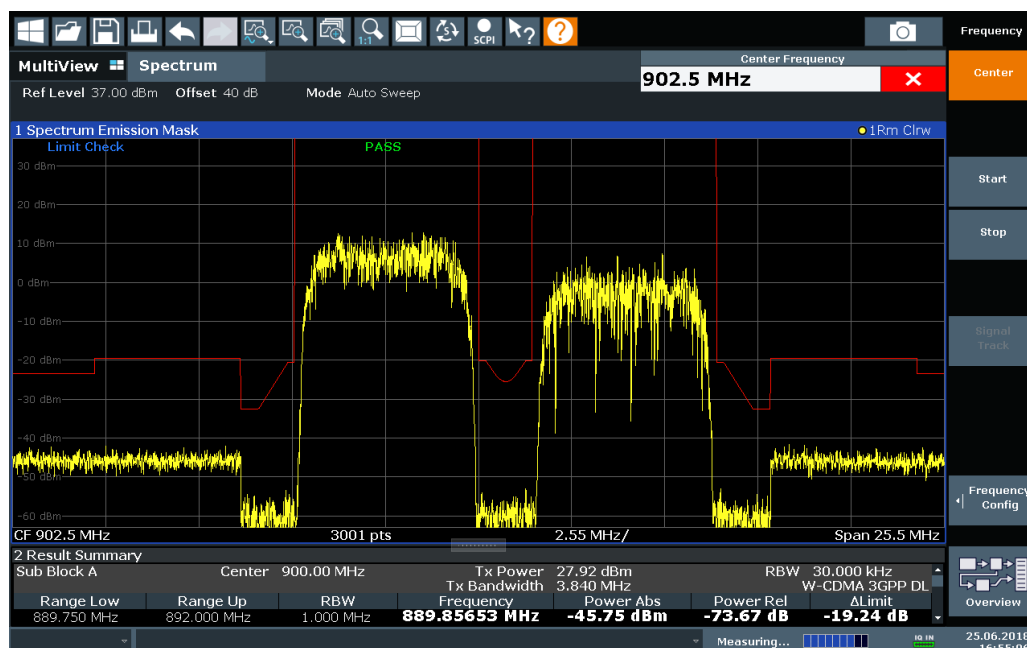 1:1
SCPI
?
?
Frequency
MultiView
Spectrum
Center Frequency
902.5 MHz
Center
Ref Level 37.00 dBm Offset 40 dB Mode Auto Sweep
1 Spectrum Emission Mask
1Rm Clrw
Limit Check
PASS
30 dBm
20 dBm
10 dBm
0 dBm
-10 dBm
-20 dBm
-30 dBm
-40 dBm
-50 dBm
-60 dBm
Start
Stop
Signal
Track
Frequency
Config
CF 902.5 MHz 3001 pts 2.55 MHz/ Span 25.5 MHz
2 Result Summary
Sub Block A Center 900.00 MHz Tx Power 27.92 dBm RBW 30.000 kHz
Tx Bandwidth 3.840 MHz W-CDMA 3GPP DL
Range Low Range Up RBW Frequency Power Abs Power Rel ΔLimit
889.750 MHz 892.000 MHz 1.000 MHz 889.85653 MHz -45.75 dBm -73.67 dB -19.24 dB
Overview
Measuring...
IQ IN
25.06.2018